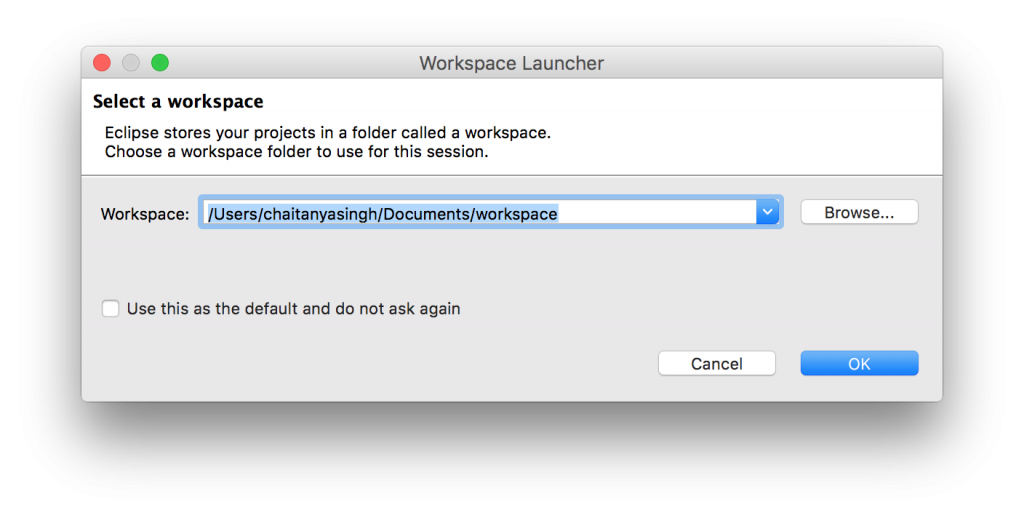 Workspace Launcher
Select a workspace
Eclipse stores your projects in a folder called a workspace.
Choose a workspace folder to use for this session.
Workspace: /Users/chaitanyasingh/Documents/workspace Browse...
Use this as the default and do not ask again
Cancel OK